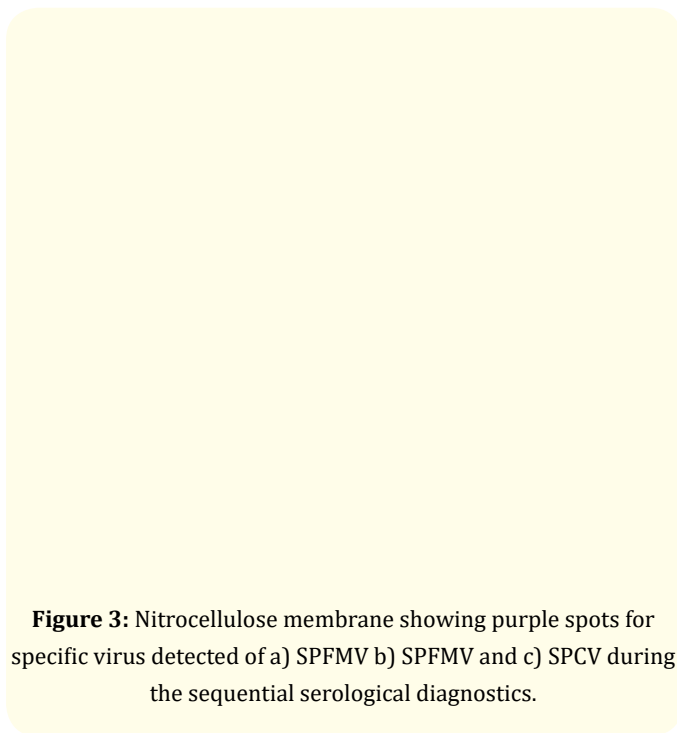 Figure 3: Nitrocellulose membrane showing purple spots for
specific virus detected of a) SPFMV b) SPFMV and c) SPCV during
the sequential serological diagnostics.